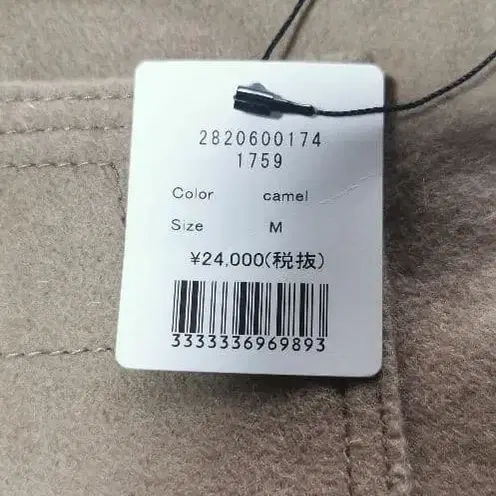 2820600174
1759
Color camel
Size M
¥24,000(税抜)
3333336969893